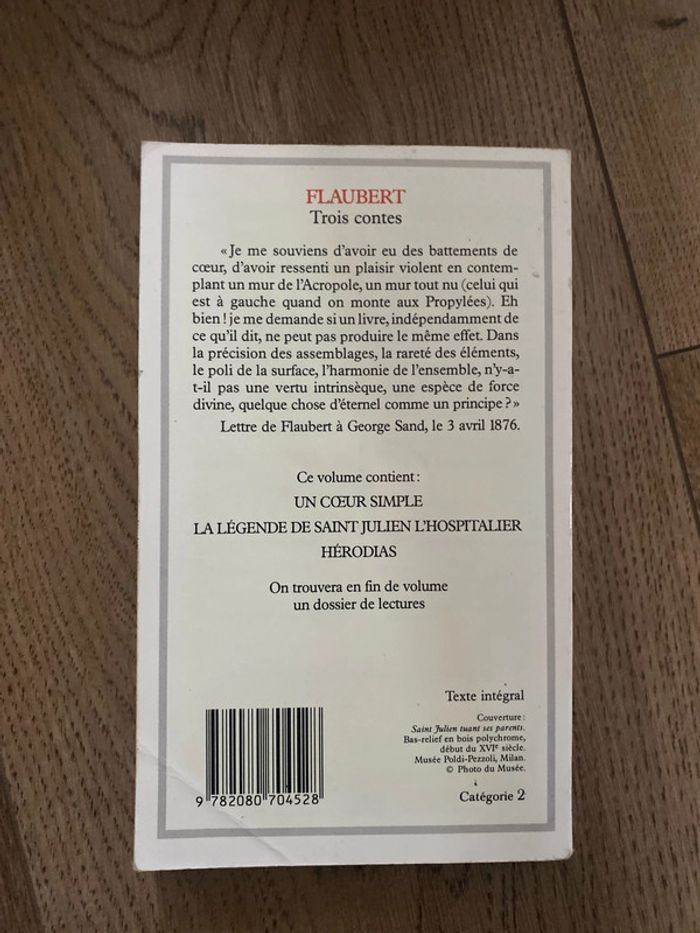 FLAUBERT
Trois contes
«Je me souviens d'avoir eu des battements de
cœur, d'avoir ressenti un plaisir violent en contem-
plant un mur de l'Acropole, un mur tout nu (celui qui
est à gauche quand on monte aux Propylées). Eh
bien ! je me demande si un livre, indépendamment de
ce qu'il dit, ne peut pas produire le même effet. Dans
la précision des assemblages, la rareté des éléments,
le poli de la surface, l'harmonie de l'ensemble, n'y-a-
t-il pas une vertu intrinsèque, une espèce de force
divine, quelque chose d'éternel comme un principe ?»
Lettre de Flaubert à George Sand, le 3 avril 1876.
Ce volume contient :
UN CŒUR SIMPLE
LA LÉGENDE DE SAINT JULIEN L'HOSPITALIER
HÉRODIAS
On trouvera en fin de volume
un dossier de lectures
Texte intégral
Couverture :
Saint Julien tuant ses parents.
Bas-relief en bois polychrome,
début du XVIe siècle.
Musée Poldi-Pezzoli, Milan.
© Photo du Musée.
9 782080 704528
Catégorie 2